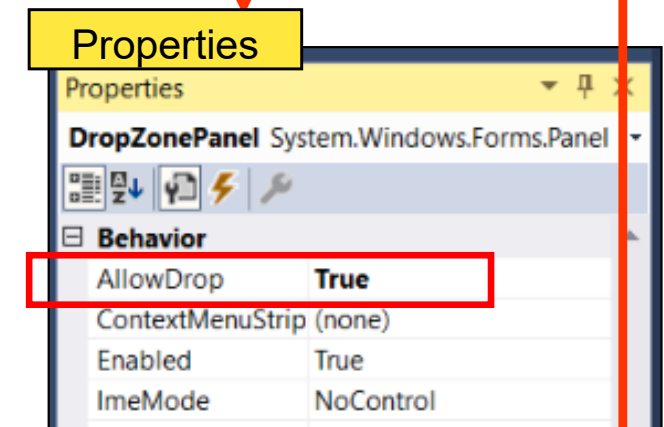 Properties
Properties
DropZonePanel System.Windows.Forms.Panel
Behavior
AllowDrop True
ContextMenuStrip (none)
Enabled True
ImeMode NoControl